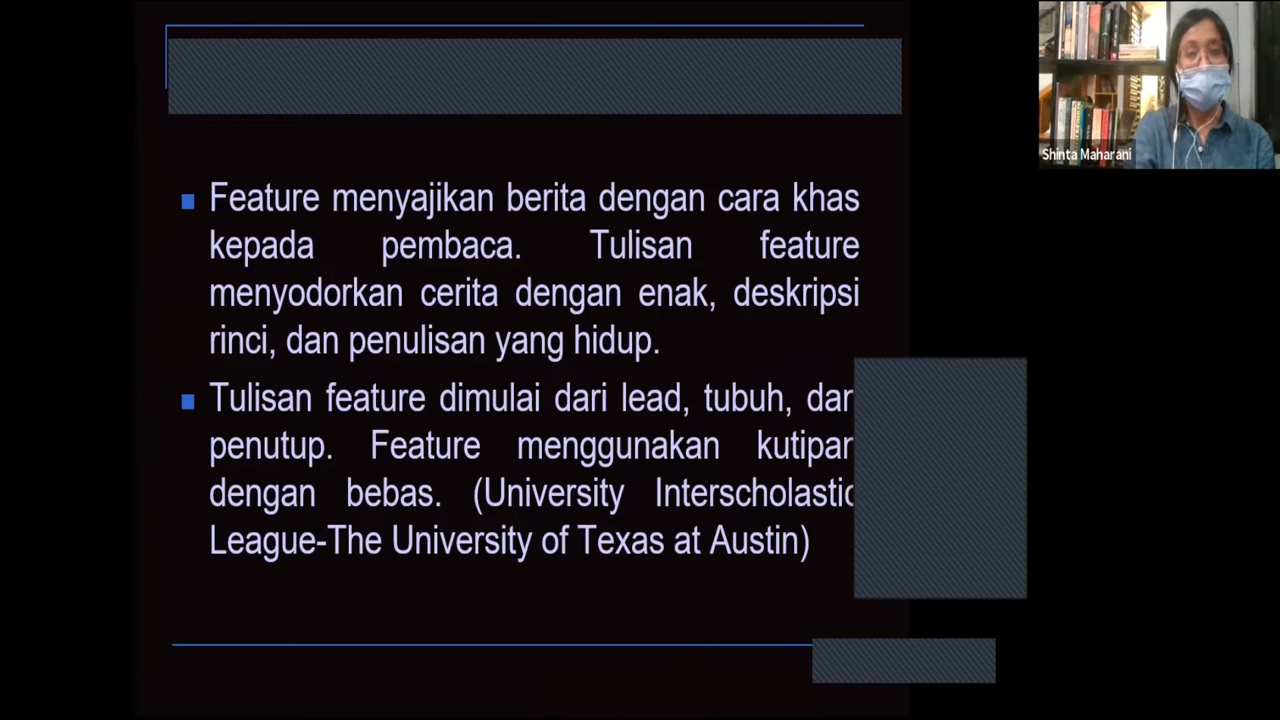 Feature menyajikan berita dengan cara khas
kepada pembaca. Tulisan feature
menyodorkan cerita dengan enak, deskripsi
rinci, dan penulisan yang hidup.
Tulisan feature dimulai dari lead, tubuh, dan
penutup. Feature menggunakan kutipan
dengan bebas. (University Interscholastic
League-The University of Texas at Austin)
Shinta Maharani